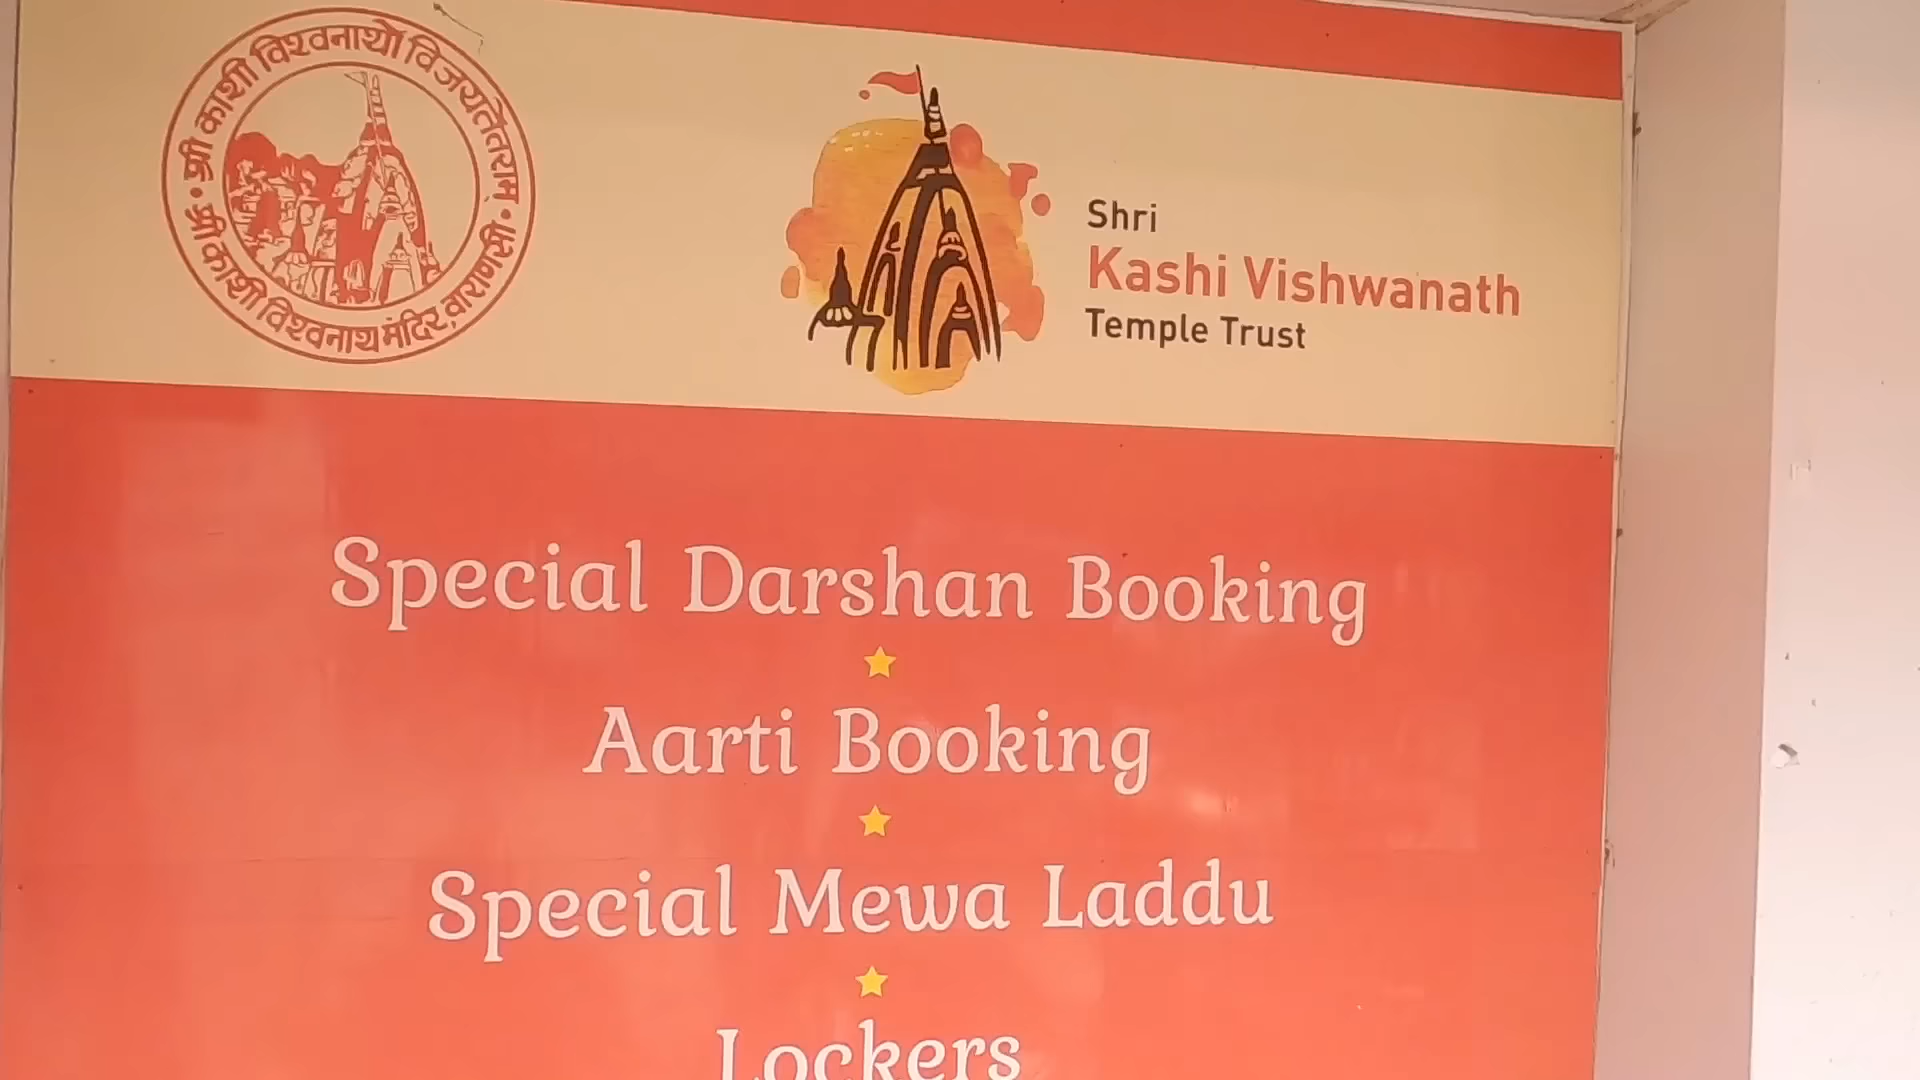 श्री काशी विश्वनाथो विजयतेतराम्
श्री काशी विश्वनाथ मंदिर, वाराणसी
Shri
Kashi Vishwanath
Temple Trust
Special Darshan Booking
Aarti Booking
Special Mewa Laddu
Lockers